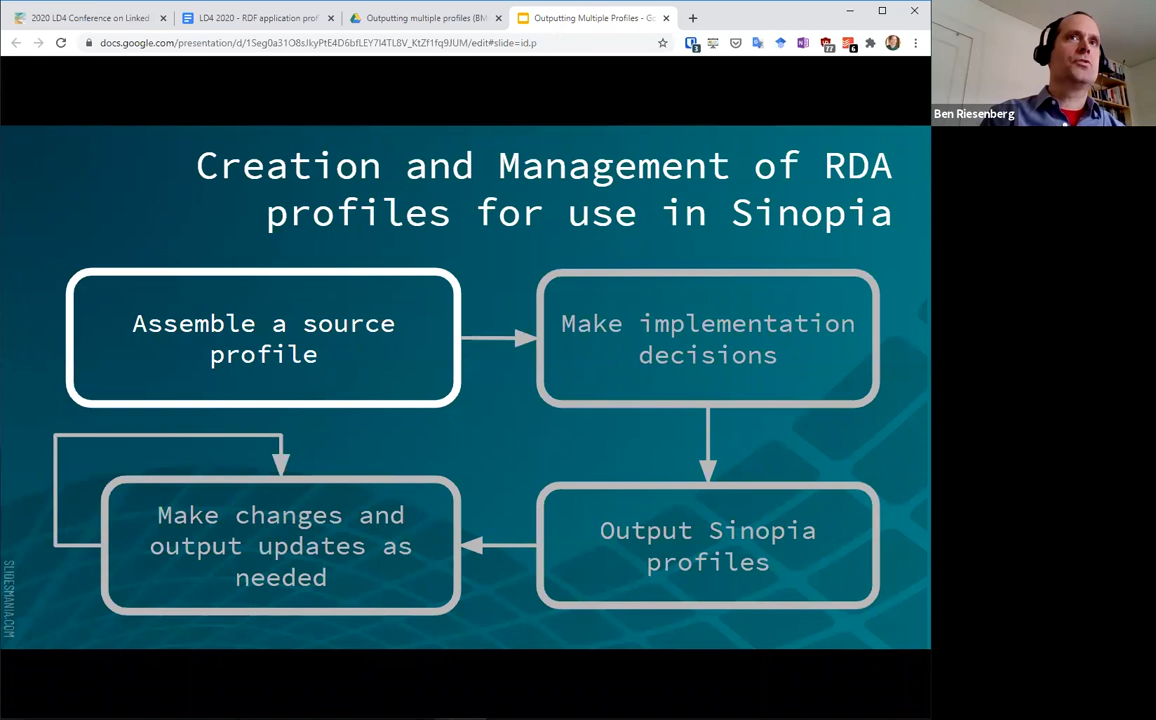 2020 LD4 Conference on Linked
LD4 2020 - RDF application prof
Outputting multiple profiles (BM
Outputting Multiple Profiles - Go
docs.google.com/presentation/d/1Seg0a31O8sJkyPtE4D6bfLEY7I4TL8V_KtZf1fq9JUM/edit#slide=id.p
Ben Riesenberg
Creation and Management of RDA
profiles for use in Sinopia
Assemble a source
profile
Make implementation
decisions
Output Sinopia
profiles
Make changes and
output updates as
needed
SLIDESMANIA.COM